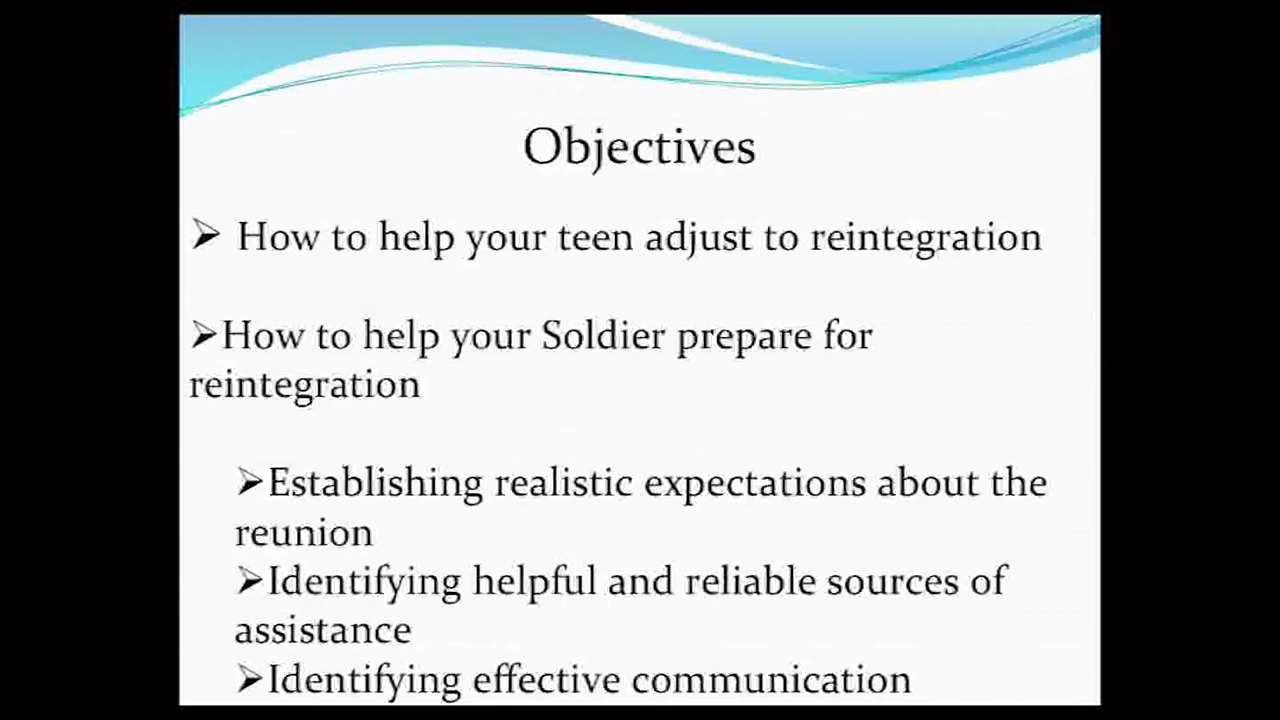 Objectives
➢ How to help your teen adjust to reintegration
➢How to help your Soldier prepare for
reintegration
➢Establishing realistic expectations about the
reunion
➢Identifying helpful and reliable sources of
assistance
➢Identifying effective communication